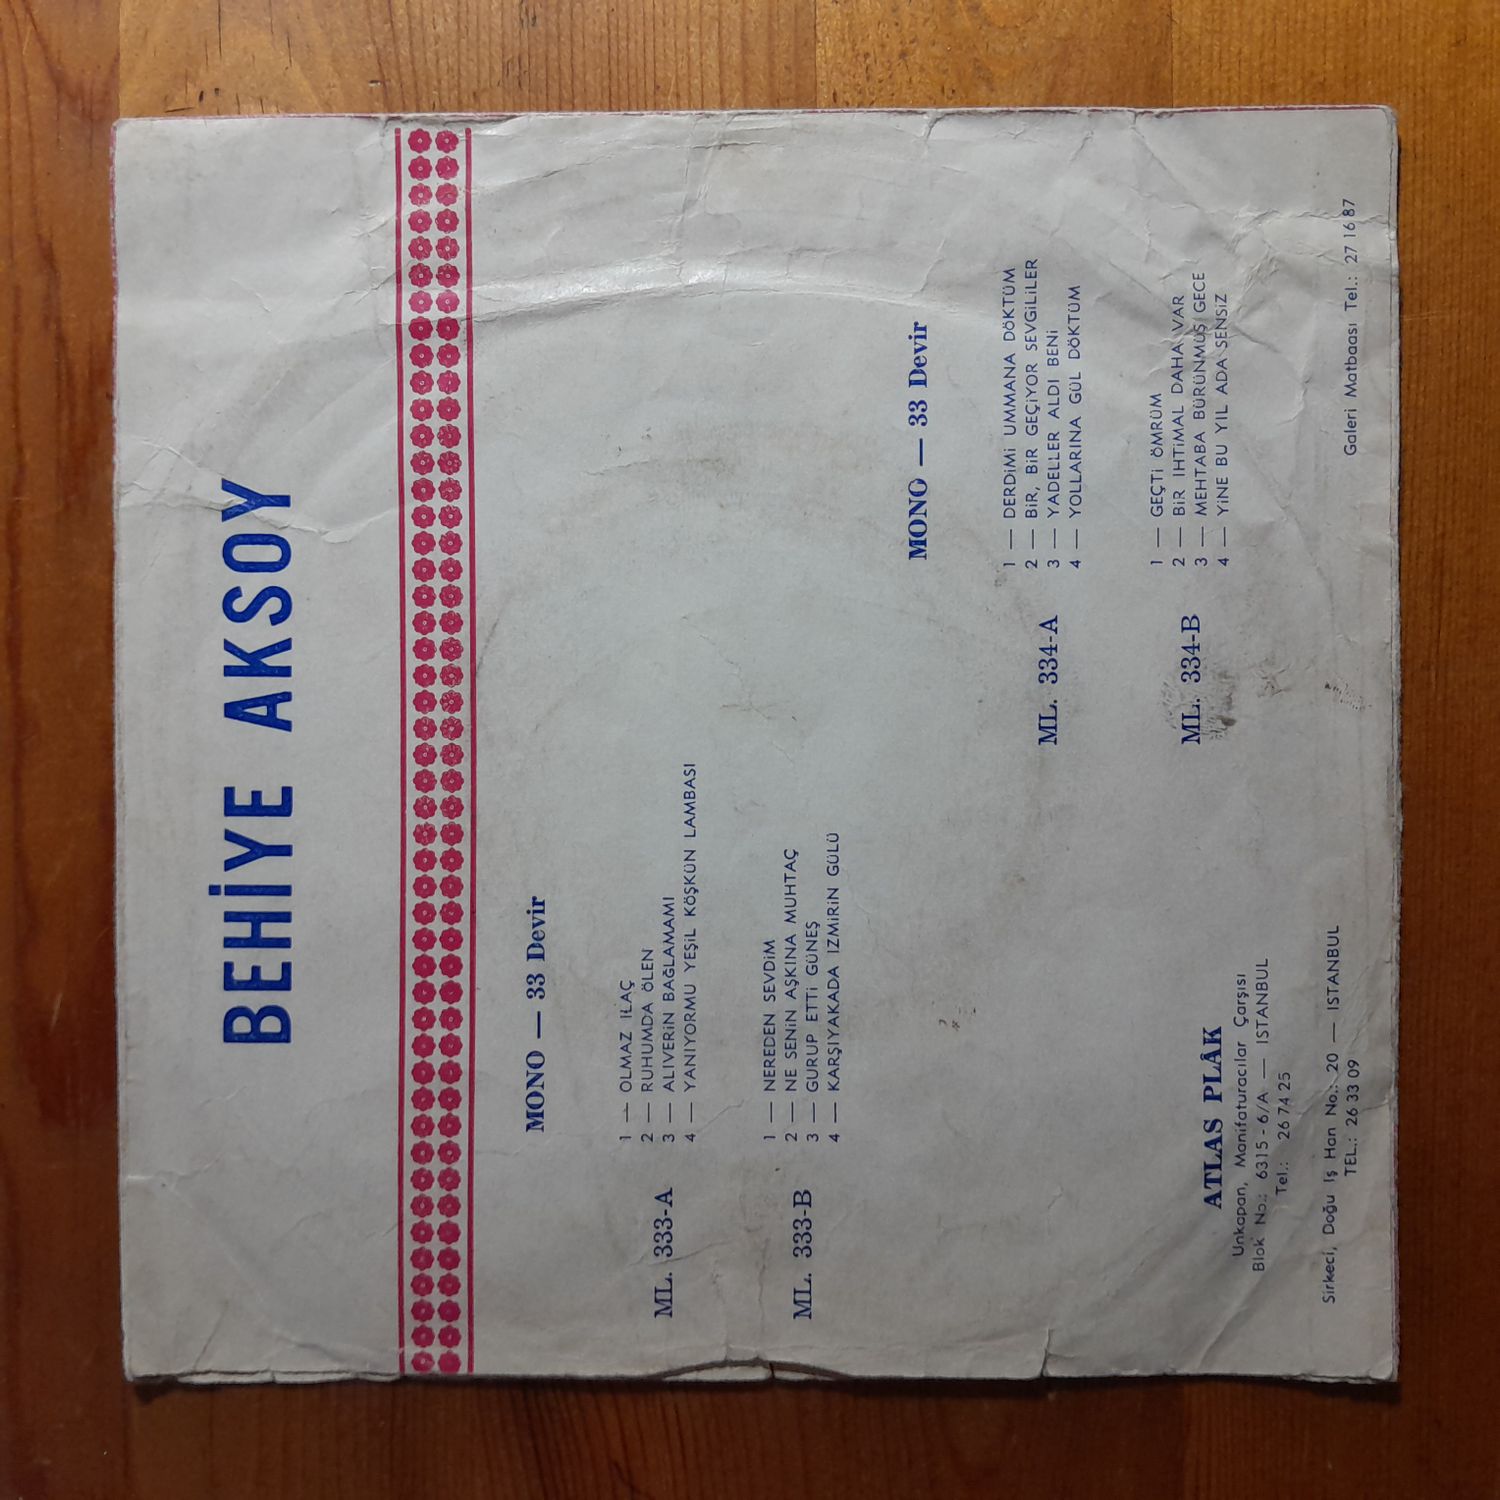 BEHİYE AKSOY
MONO — 33 Devir
ML. 333-A
1 — OLMAZ İLAÇ
2 — RUHUMDA ÖLEN
3 — ALIVERİN BAĞLAMAMI
4 — YANIYORMU YEŞİL KÖŞKÜN LAMBASI
ML. 333-B
1 — NEREDEN SEVDİM
2 — NE SENİN AŞKINA MUHTAÇ
3 — GURUP ETTİ GÜNEŞ
4 — KARŞIYAKADA IZMİRİN GÜLÜ
MONO — 33 Devir
ML. 334-A
1 — DERDİMİ UMMANA DÖKTÜM
2 — BİR, BİR GEÇİYOR SEVGİLİLER
3 — YADELLER ALDI BENİ
4 — YOLLARINA GÜL DÖKTÜM
ML. 334-B
1 — GEÇTİ ÖMRÜM
2 — BİR IHTİMAL DAHA VAR
3 — MEHTABA BÜRÜNMÜŞ GECE
4 — YİNE BU YIL ADA SENSİZ
ATLAS PLÂK
Unkapan, Manifaturacılar Çarşısı
Blok No.: 6315 - 6/A — ISTANBUL
Tel.: 26 74 25
Sirkeci, Doğu Iş Han No.: 20 — ISTANBUL
TEL.: 26 33 09
Galeri Matbaası Tel.: 27 16 87